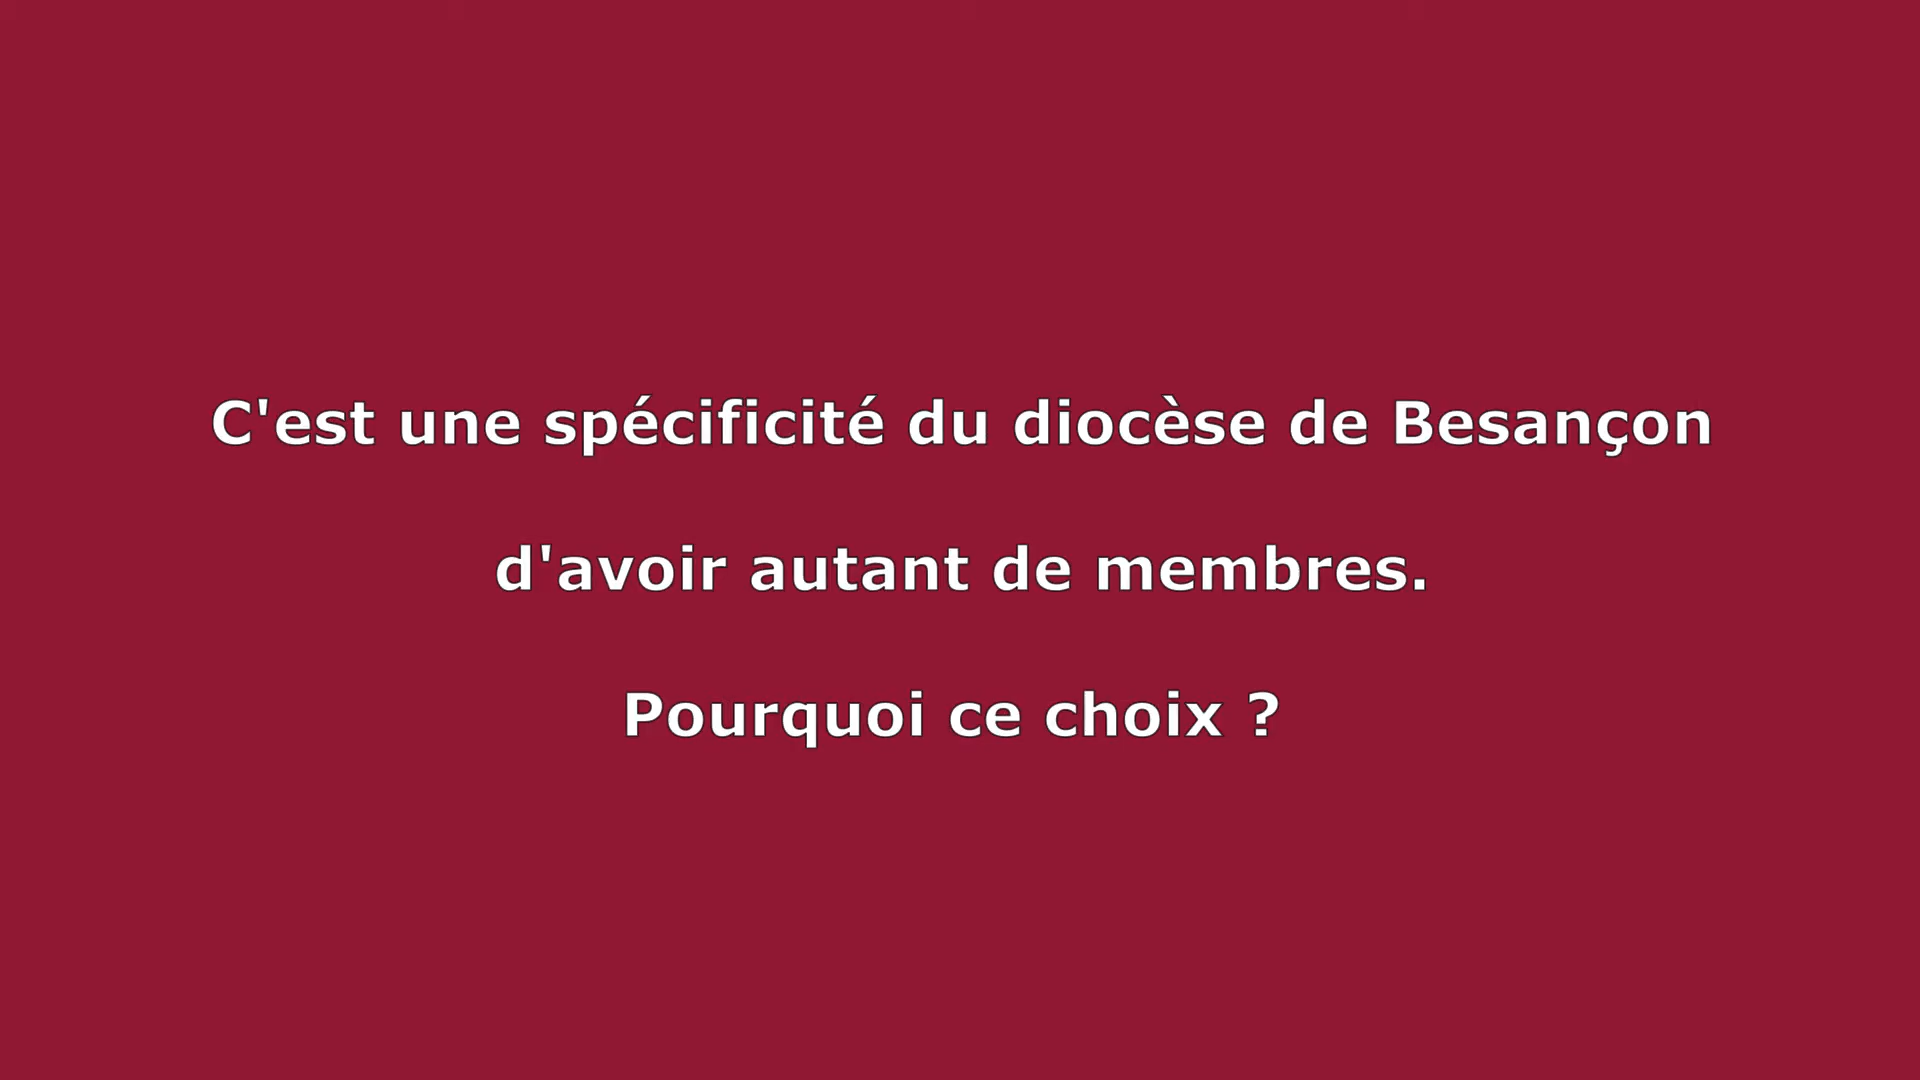 C'est une spécificité du diocèse de Besançon
d'avoir autant de membres.
Pourquoi ce choix ?